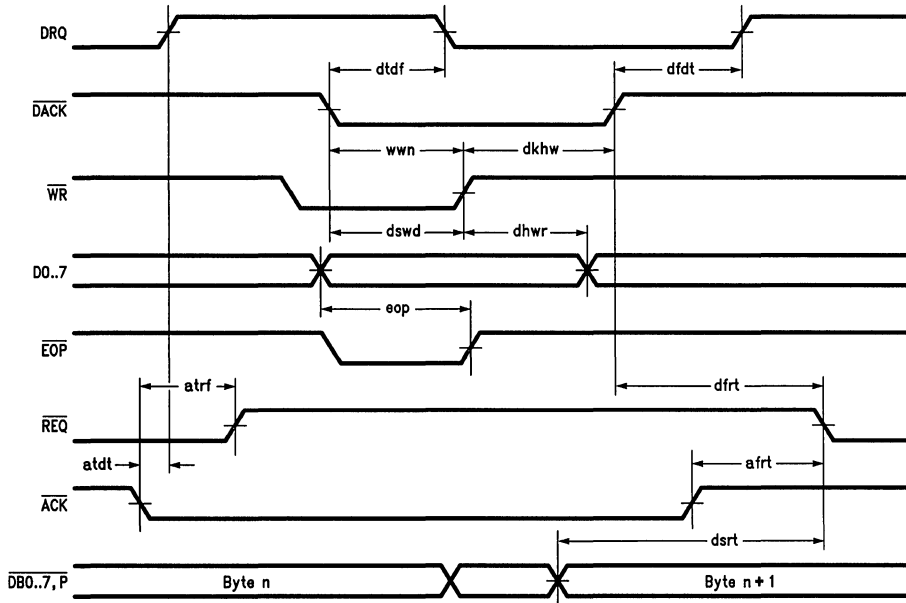 DRQ
dtdf
dfdt
DACK
wwn
dkhw
WR
dswd
dhwr
D0..7
eop
EOP
atrf
dfrt
REQ
atdt
afrt
ACK
dsrt
DB0..7,P
Byte n
Byte n+1